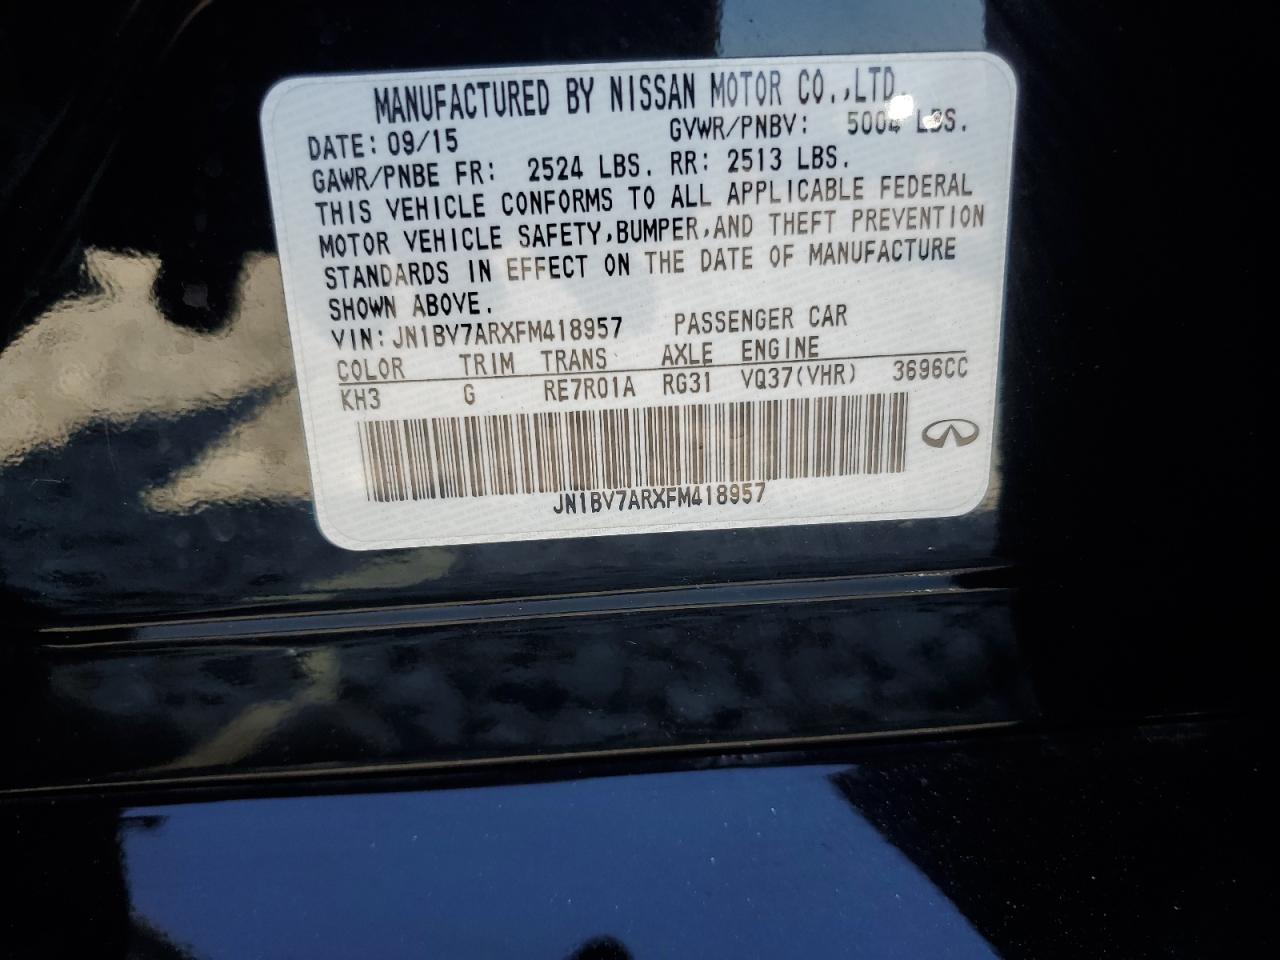 MANUFACTURED BY NISSAN MOTOR CO.,LTD.
DATE: 09/15 GVWR/PNBV: 5004 LBS.
GAWR/PNBE FR: 2524 LBS. RR: 2513 LBS.
THIS VEHICLE CONFORMS TO ALL APPLICABLE FEDERAL
MOTOR VEHICLE SAFETY,BUMPER,AND THEFT PREVENTION
STANDARDS IN EFFECT ON THE DATE OF MANUFACTURE
SHOWN ABOVE.
VIN: JN1BV7ARXFM418957 PASSENGER CAR
COLOR TRIM TRANS AXLE ENGINE
KH3 G RE7R01A RG31 VQ37(VHR) 3696CC
JN1BV7ARXFM418957